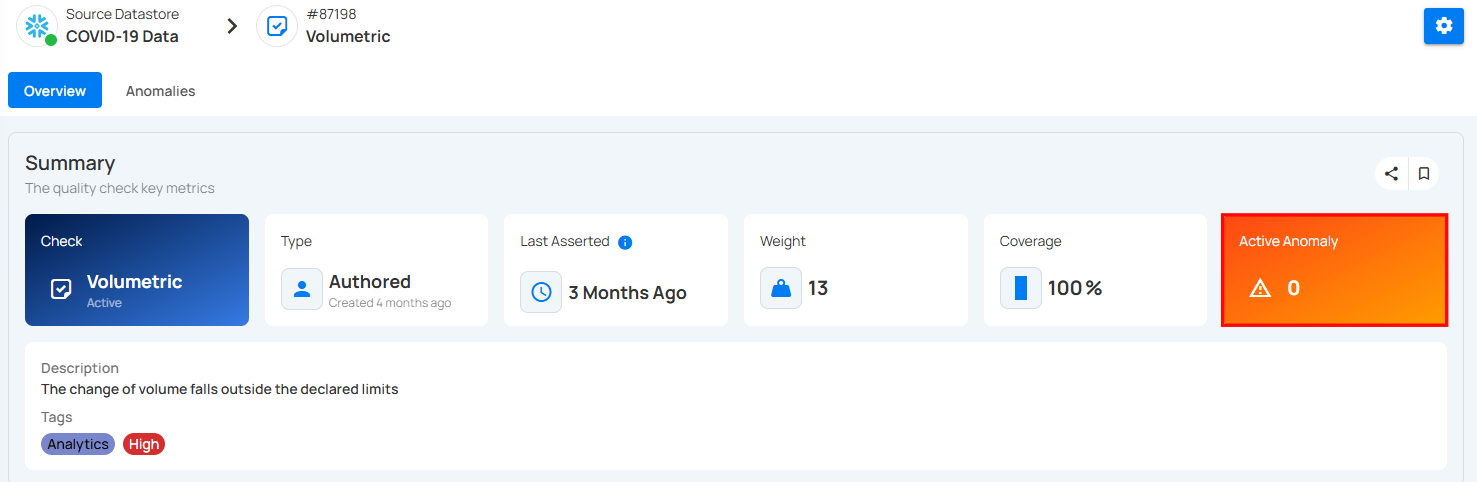 Source Datastore
COVID-19 Data
#87198
Volumetric
Overview
Anomalies
Summary
The quality check key metrics
Check
Volumetric
Active
Type
Authored
Created 4 months ago
Last Asserted
3 Months Ago
Weight
13
Coverage
100%
Active Anomaly
0
Description
The change of volume falls outside the declared limits
Tags
Analytics High